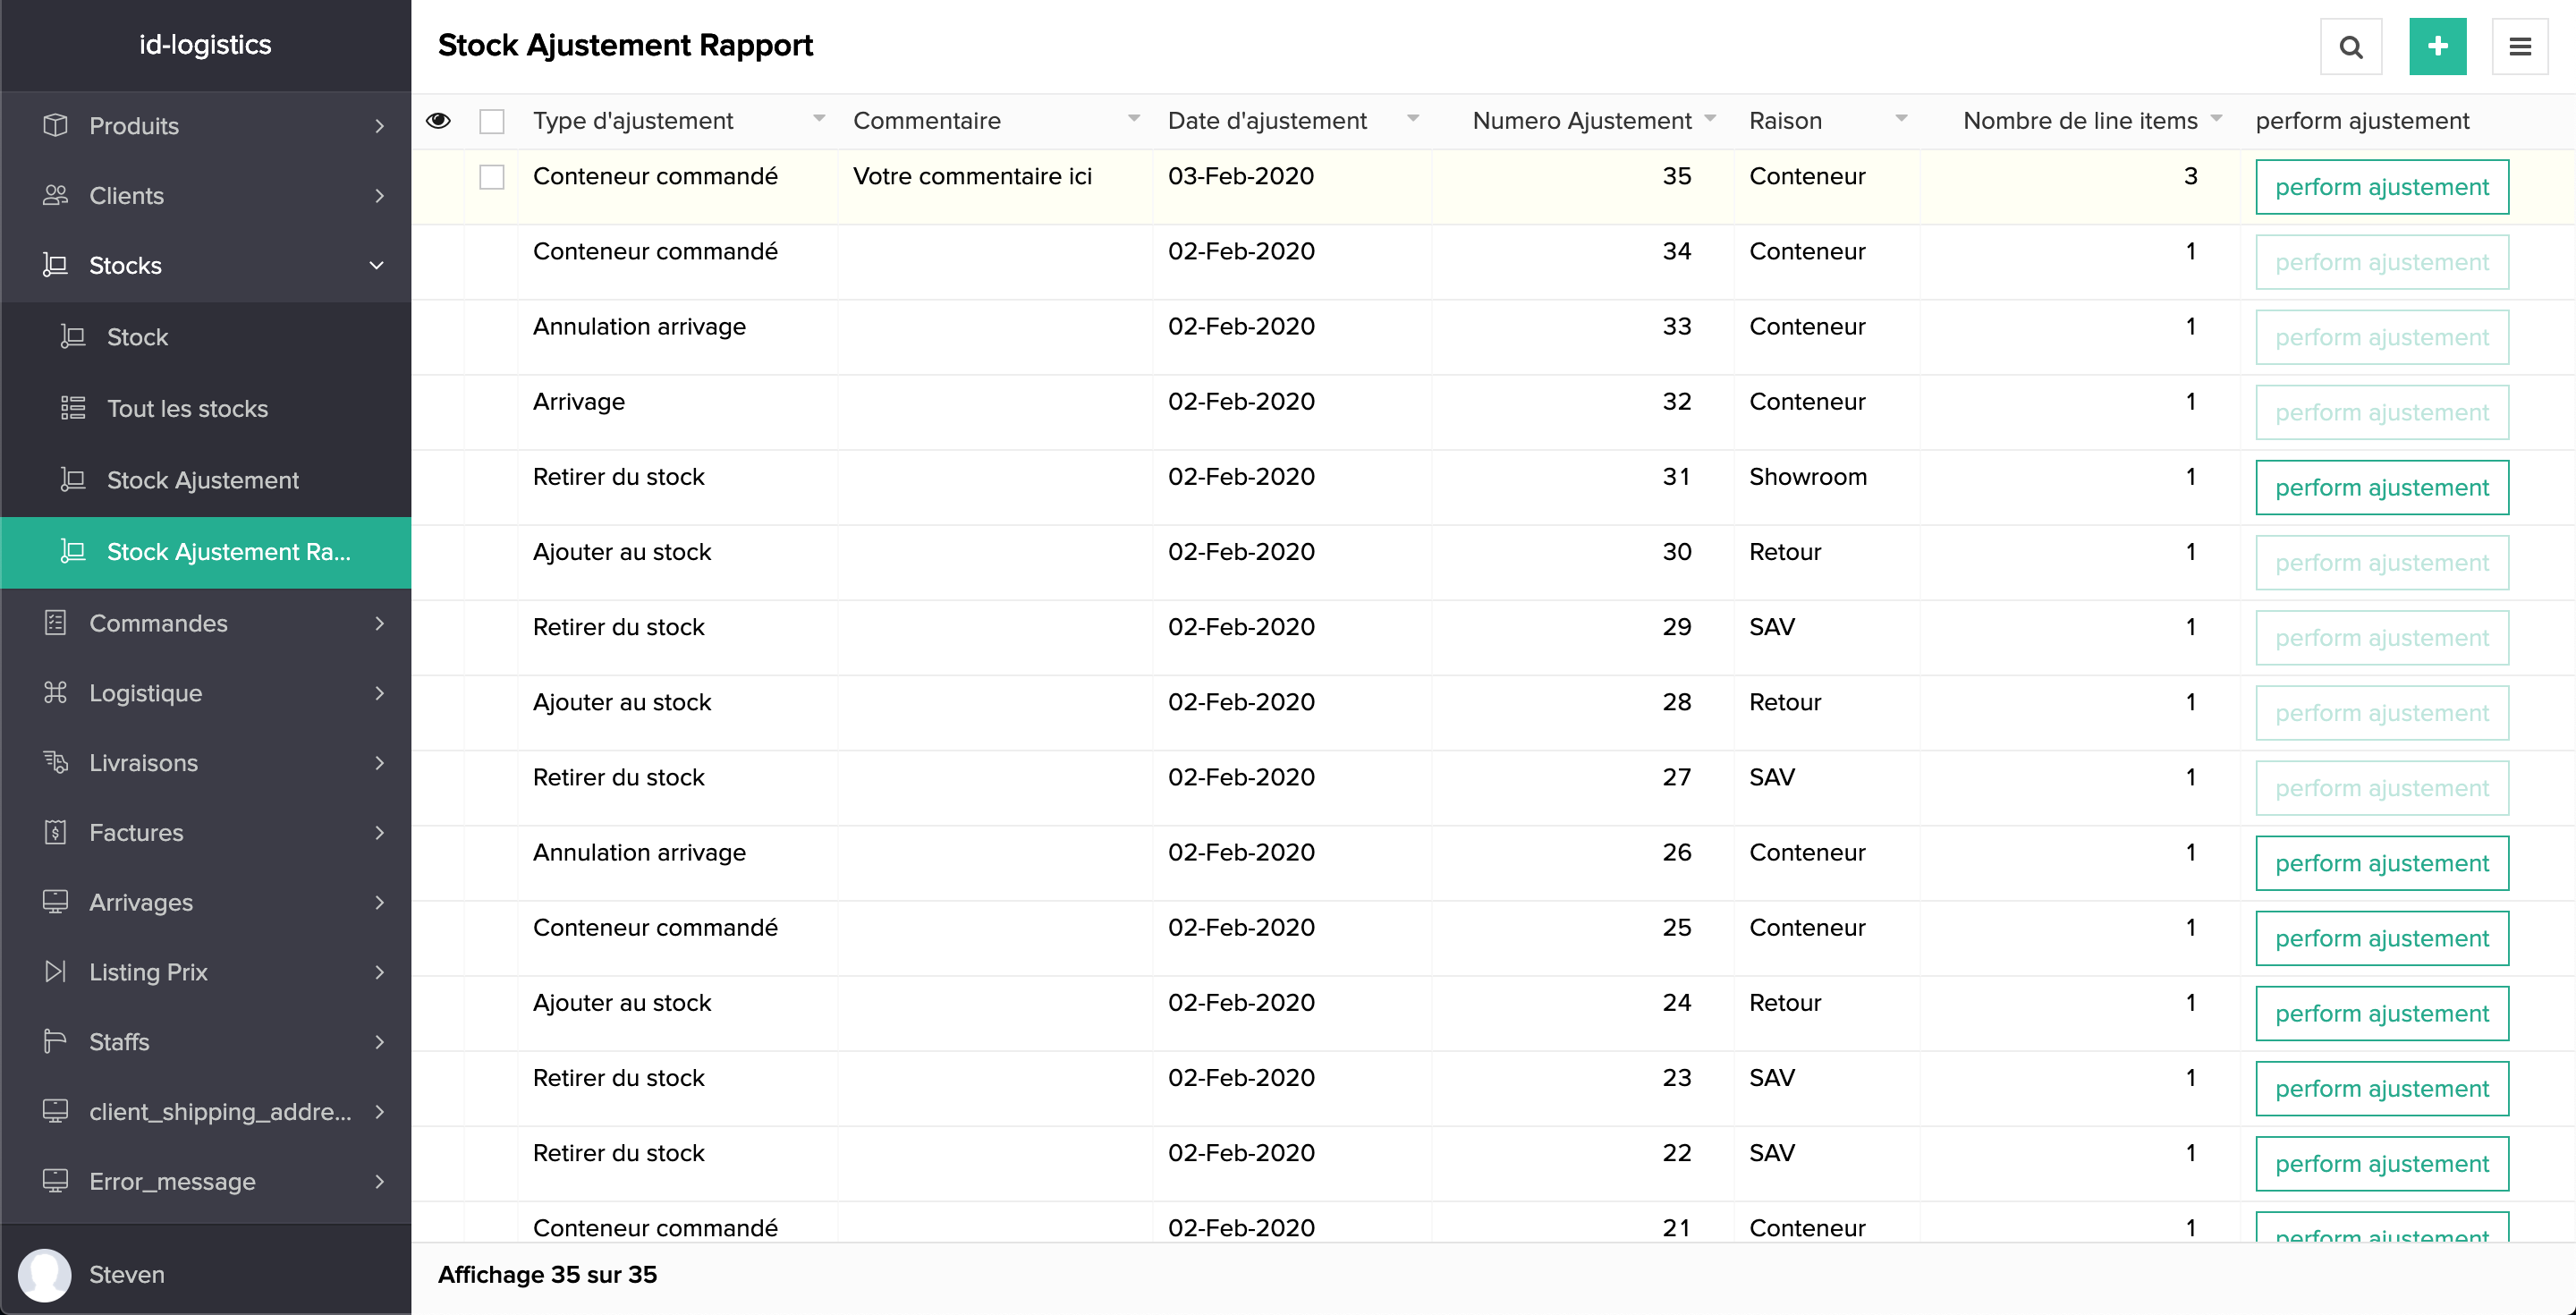 id-logistics
Produits
Clients
Stocks
Stock
Tout les stocks
Stock Ajustement
Stock Ajustement Ra...
Commandes
Logistique
Livraisons
Factures
Arrivages
Listing Prix
Staffs
client_shipping_addre...
Error_message
Steven
Stock Ajustement Rapport
Type d'ajustement Commentaire Date d'ajustement Numero Ajustement Raison Nombre de line items perform ajustement
Conteneur commandé Votre commentaire ici 03-Feb-2020 35 Conteneur 3 perform ajustement
Conteneur commandé 02-Feb-2020 34 Conteneur 1 perform ajustement
Annulation arrivage 02-Feb-2020 33 Conteneur 1 perform ajustement
Arrivage 02-Feb-2020 32 Conteneur 1 perform ajustement
Retirer du stock 02-Feb-2020 31 Showroom 1 perform ajustement
Ajouter au stock 02-Feb-2020 30 Retour 1 perform ajustement
Retirer du stock 02-Feb-2020 29 SAV 1 perform ajustement
Ajouter au stock 02-Feb-2020 28 Retour 1 perform ajustement
Retirer du stock 02-Feb-2020 27 SAV 1 perform ajustement
Annulation arrivage 02-Feb-2020 26 Conteneur 1 perform ajustement
Conteneur commandé 02-Feb-2020 25 Conteneur 1 perform ajustement
Ajouter au stock 02-Feb-2020 24 Retour 1 perform ajustement
Retirer du stock 02-Feb-2020 23 SAV 1 perform ajustement
Retirer du stock 02-Feb-2020 22 SAV 1 perform ajustement
Conteneur commandé 02-Feb-2020 21 Conteneur 1 perform ajustement
Affichage 35 sur 35